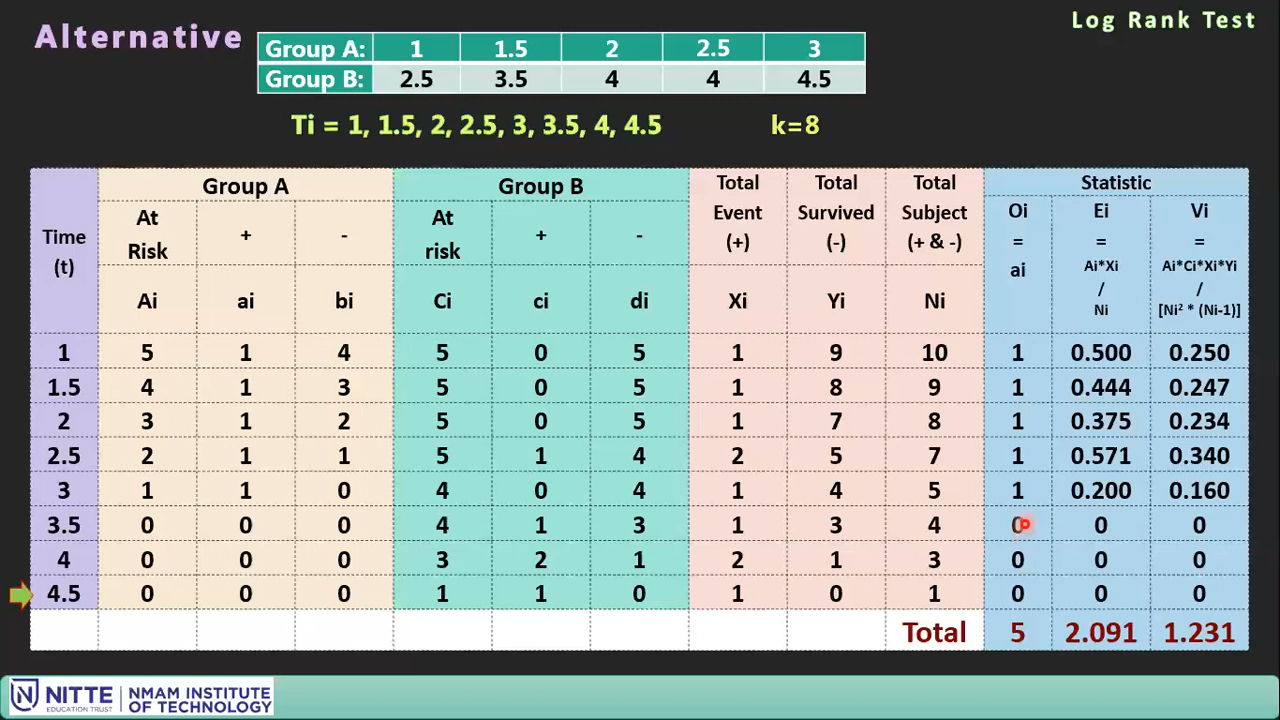 Alternative
Log Rank Test
Group A: 1 1.5 2 2.5 3
Group B: 2.5 3.5 4 4 4.5
Ti = 1, 1.5, 2, 2.5, 3, 3.5, 4, 4.5 k=8
Time (t) Group A Group B Total Event (+) Total Survived (-) Total Subject (+ & -) Statistic
At Risk + - At risk + - Oi = ai Ei = Ai*Xi / Ni Vi = Ai*Ci*Xi*Yi / [Ni² * (Ni-1)]
Ai ai bi Ci ci di Xi Yi Ni
1 5 1 4 5 0 5 1 9 10 1 0.500 0.250
1.5 4 1 3 5 0 5 1 8 9 1 0.444 0.247
2 3 1 2 5 0 5 1 7 8 1 0.375 0.234
2.5 2 1 1 5 1 4 2 5 7 1 0.571 0.340
3 1 1 0 4 0 4 1 4 5 1 0.200 0.160
3.5 0 0 0 4 1 3 1 3 4 0 0 0
4 0 0 0 3 2 1 2 1 3 0 0 0
4.5 0 0 0 1 1 0 1 0 1 0 0 0
Total 5 2.091 1.231
NITTE EDUCATION TRUST
NMAM INSTITUTE
OF TECHNOLOGY